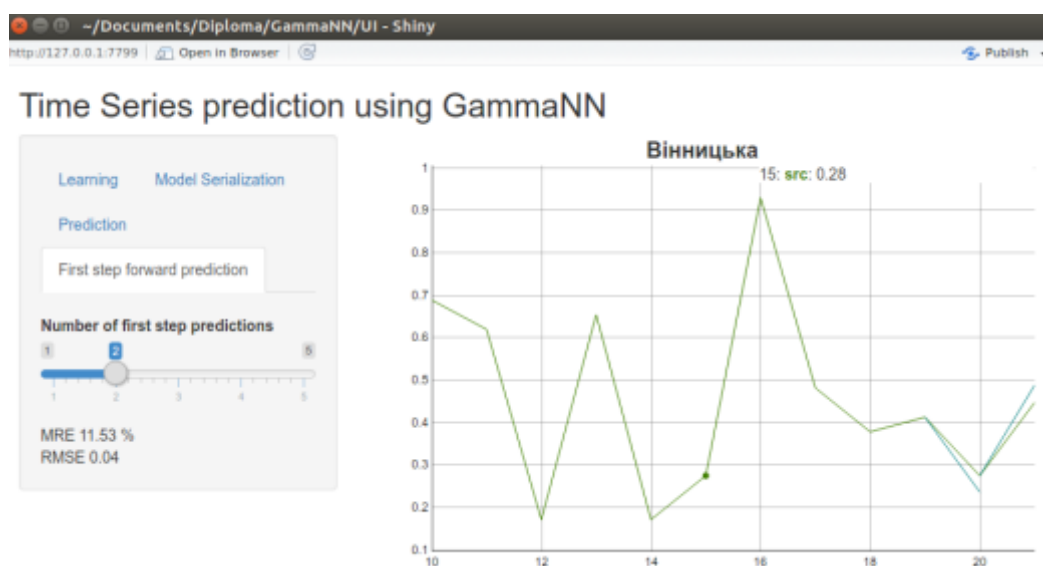 ~/Documents/Diploma/GammaNN/UI - Shiny
http://127.0.0.1:7799 Open in Browser Publish
Time Series prediction using GammaNN
Learning Model Serialization
Prediction
First step forward prediction
Number of first step predictions
1 2 5
1 2 3 4 5
MRE 11.53 %
RMSE 0.04
Вінницька
15: src: 0.28
1
0.9
0.8
0.7
0.6
0.5
0.4
0.3
0.2
0.1
10 12 14 16 18 20